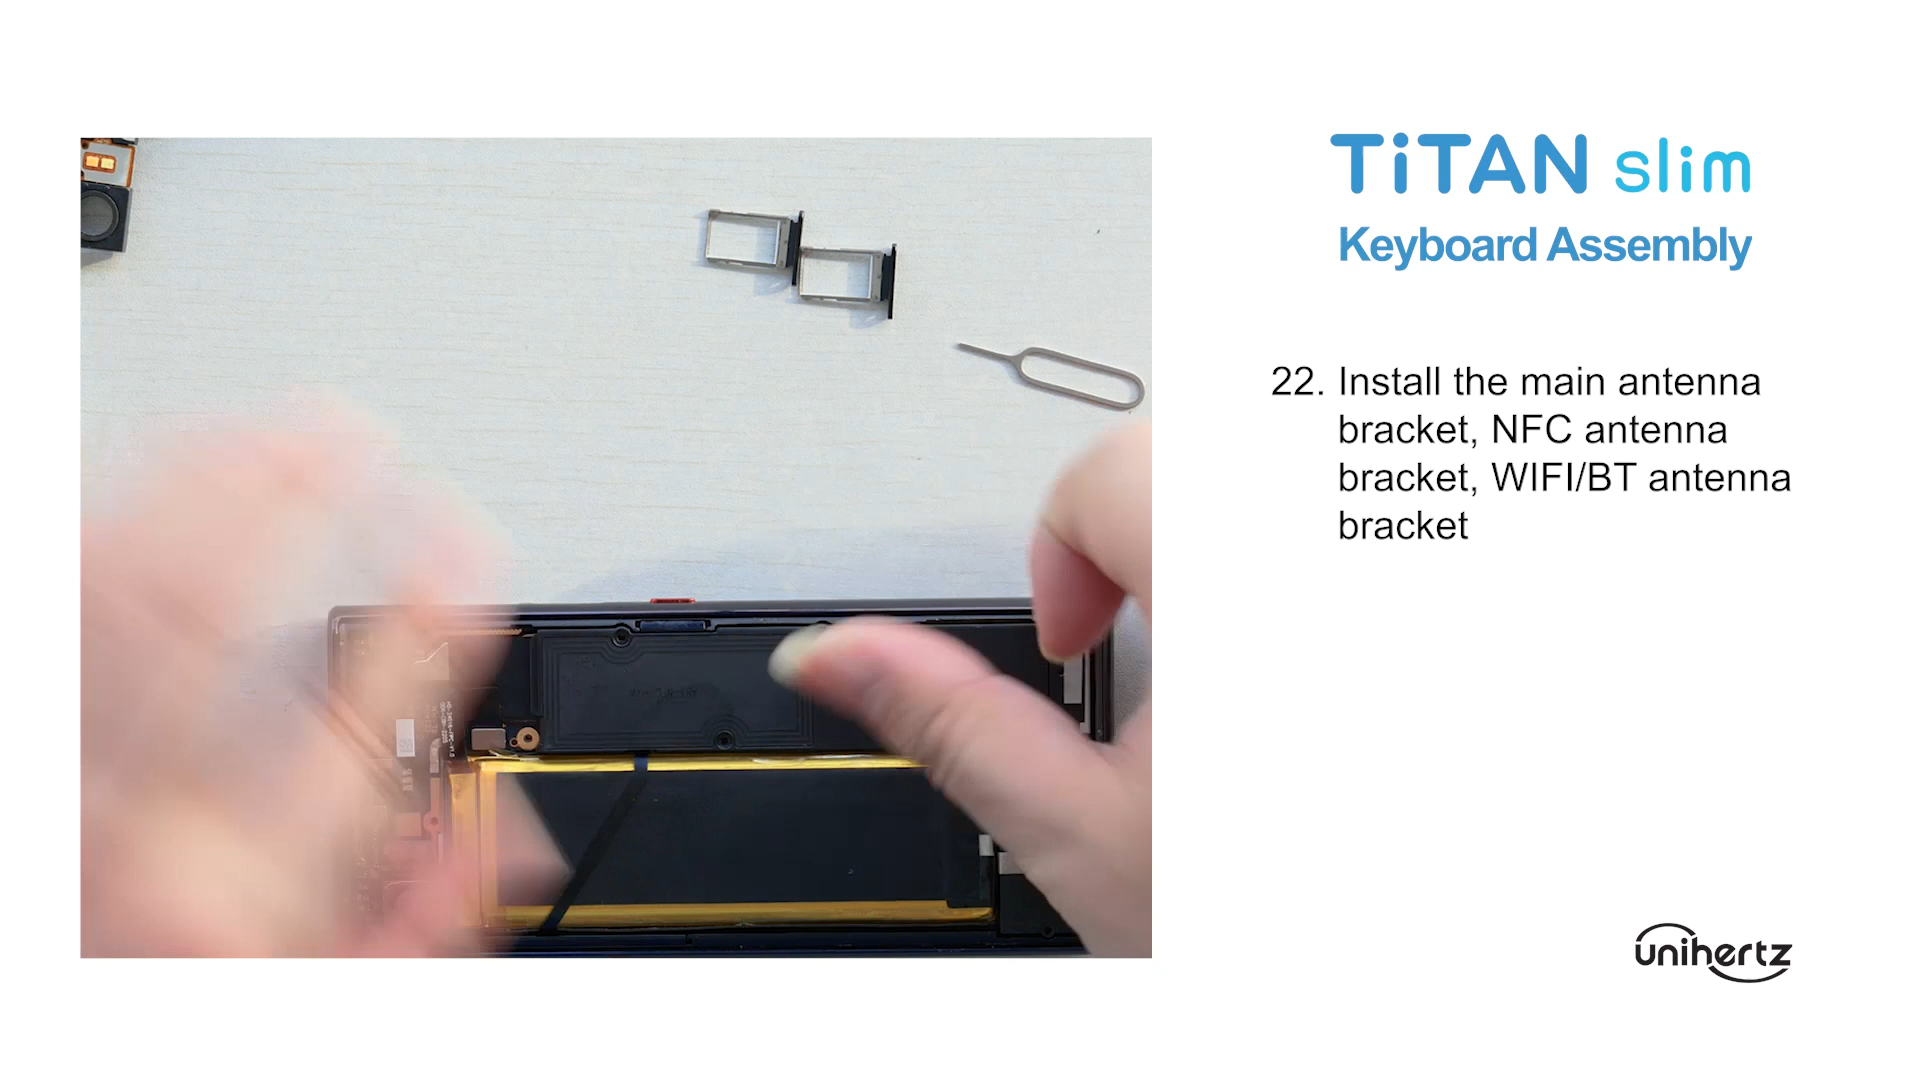 TiTAN slim
Keyboard Assembly
22. Install the main antenna
bracket, NFC antenna
bracket, WIFI/BT antenna
bracket
unihertz